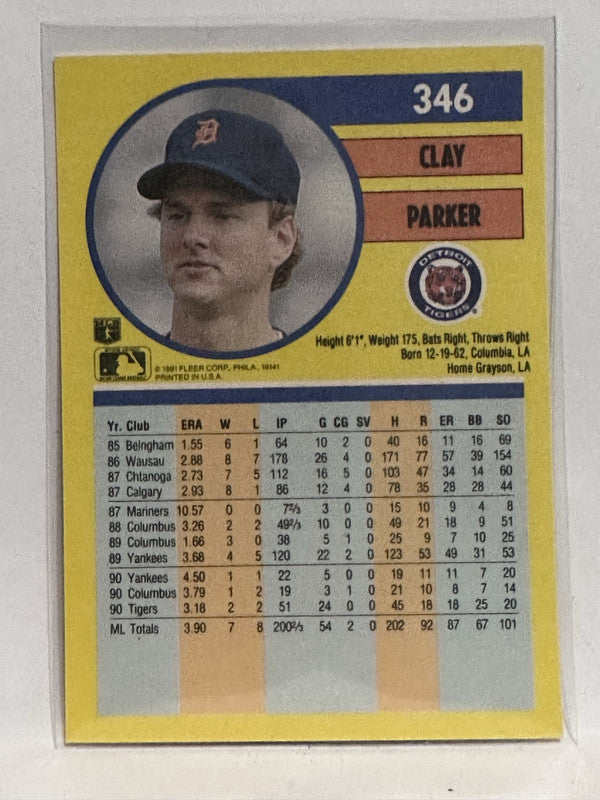 346
CLAY
PARKER
D
DETROIT
TIGERS
Height 6'1", Weight 175, Bats Right, Throws Right
Born 12-19-62, Columbia, LA
Home Grayson, LA
© 1991 FLEER CORP., PHILA., 19141
PRINTED IN U.S.A.
Yr. Club ERA W L IP G CG SV H R ER BB SO
85 Belngham 1.55 6 1 64 10 2 0 40 16 11 16 69
86 Wausau 2.88 8 7 178 26 4 0 171 77 57 39 154
87 Chtanoga 2.73 7 5 112 16 5 0 103 47 34 14 60
87 Calgary 2.93 8 1 86 12 4 0 78 35 28 28 44
87 Mariners 10.57 0 0 7⅔ 3 0 0 15 10 9 4 8
88 Columbus 3.26 2 2 49⅔ 10 0 0 49 21 18 9 51
89 Columbus 1.66 3 0 38 5 1 0 25 9 7 10 25
89 Yankees 3.68 4 5 120 22 2 0 123 53 49 31 53
90 Yankees 4.50 1 1 22 5 0 0 19 11 11 7 20
90 Columbus 3.79 1 2 19 3 1 0 21 10 8 7 14
90 Tigers 3.18 2 2 51 24 0 0 45 18 18 25 20
ML Totals 3.90 7 8 200⅔ 54 2 0 202 92 87 67 101